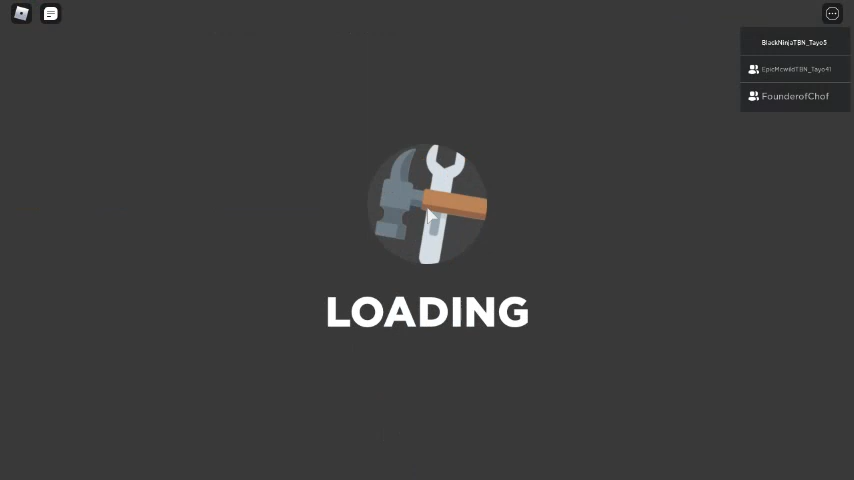 BlackNinjaTBN_Tayo5
EpicMcwildTBN_Tayo41
FounderofChof
LOADING